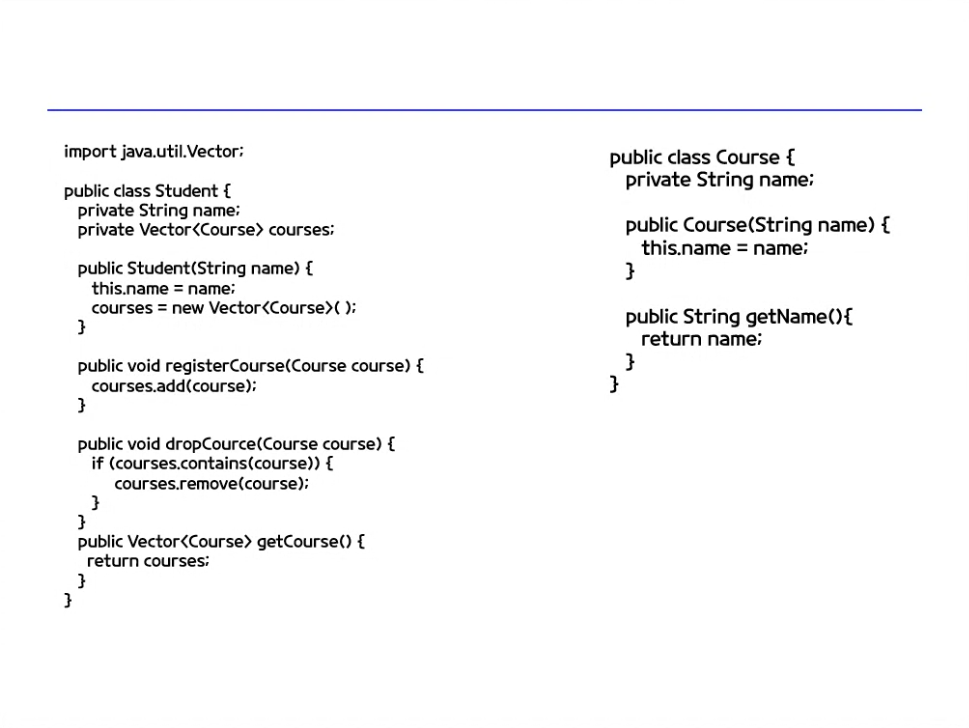 import java.util.Vector;
public class Student {
private String name;
private Vector<Course> courses;
public Student(String name) {
this.name = name;
courses = new Vector<Course>( );
}
public void registerCourse(Course course) {
courses.add(course);
}
public void dropCource(Course course) {
if (courses.contains(course)) {
courses.remove(course);
}
}
public Vector<Course> getCourse() {
return courses;
}
}
public class Course {
private String name;
public Course(String name) {
this.name = name;
}
public String getName(){
return name;
}
}